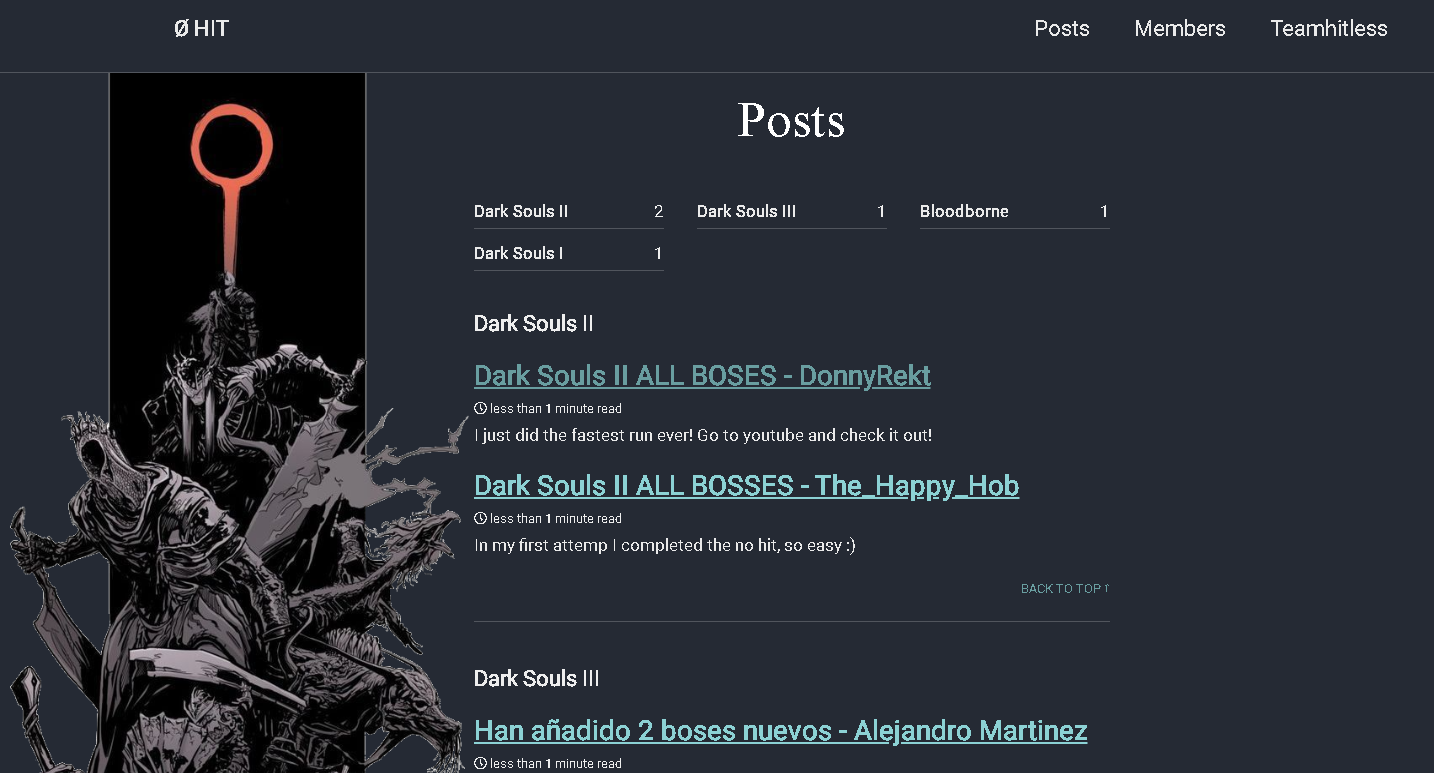 Ø HIT
Posts Members Teamhitless
Posts
Dark Souls II 2 Dark Souls III 1 Bloodborne 1
Dark Souls I 1
Dark Souls II
Dark Souls II ALL BOSES - DonnyRekt
less than 1 minute read
I just did the fastest run ever! Go to youtube and check it out!
Dark Souls II ALL BOSSES - The_Happy_Hob
less than 1 minute read
In my first attemp I completed the no hit, so easy :)
BACK TO TOP ↑
Dark Souls III
Han añadido 2 boses nuevos - Alejandro Martinez
less than 1 minute read